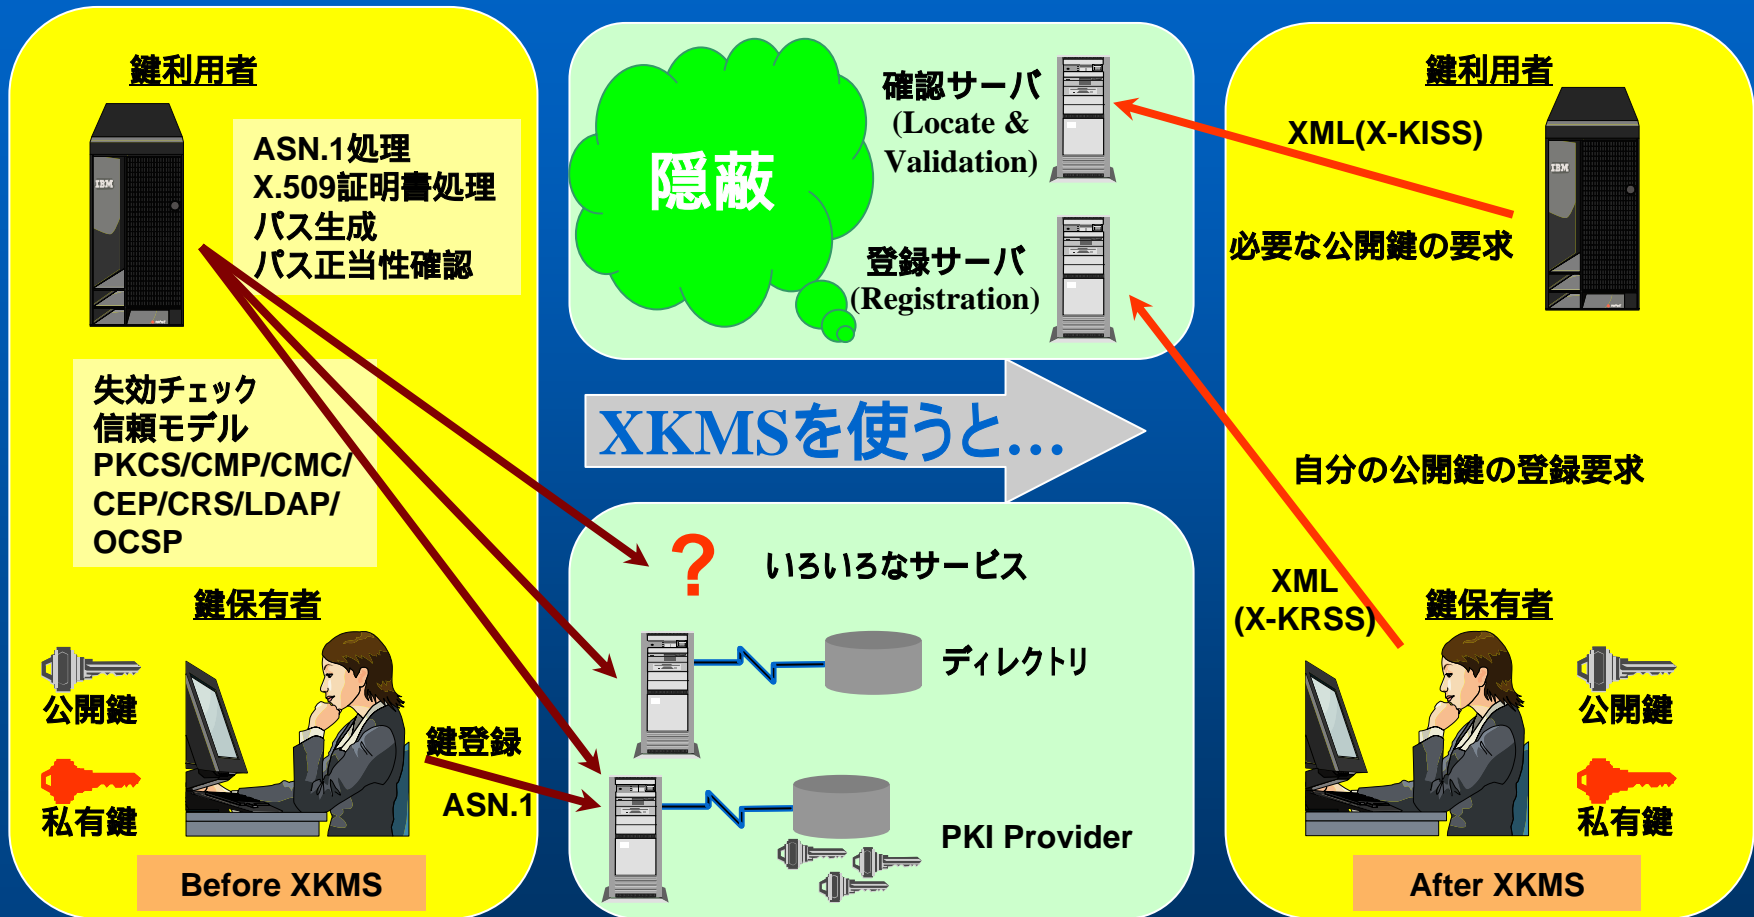 鍵利用者
ASN.1処理
X.509証明書処理
パス生成
パス正当性確認
IBM
失効チェック
信頼モデル
PKCS/CMP/CMC/
CEP/CRS/LDAP/
OCSP
鍵保有者
公開鍵
私有鍵
鍵登録
ASN.1
Before XKMS
隠蔽
確認サーバ
(Locate &
Validation)
登録サーバ
(Registration)
XKMSを使うと…
?
いろいろなサービス
ディレクトリ
PKI Provider
鍵利用者
XML(X-KISS)
IBM
必要な公開鍵の要求
自分の公開鍵の登録要求
XML
(X-KRSS)
鍵保有者
公開鍵
私有鍵
After XKMS